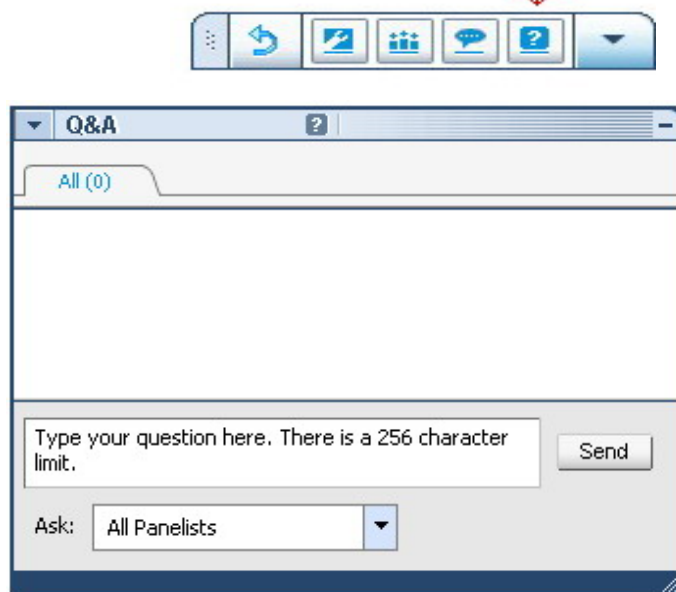 Q&A
All (0)
Type your question here. There is a 256 character
limit.
Send
Ask:
All Panelists